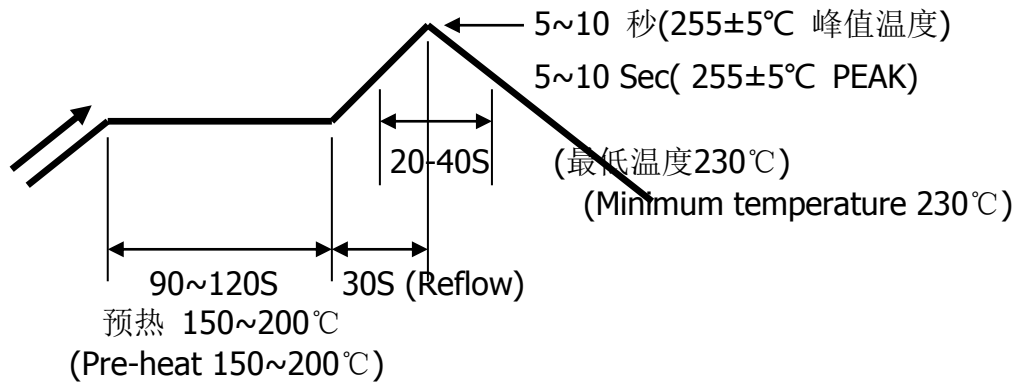 5~10 秒(255±5℃ 峰值温度)
5~10 Sec( 255±5℃ PEAK)
20-40S
(最低温度230℃)
(Minimum temperature 230℃)
90~120S
30S (Reflow)
预热 150~200℃
(Pre-heat 150~200℃)